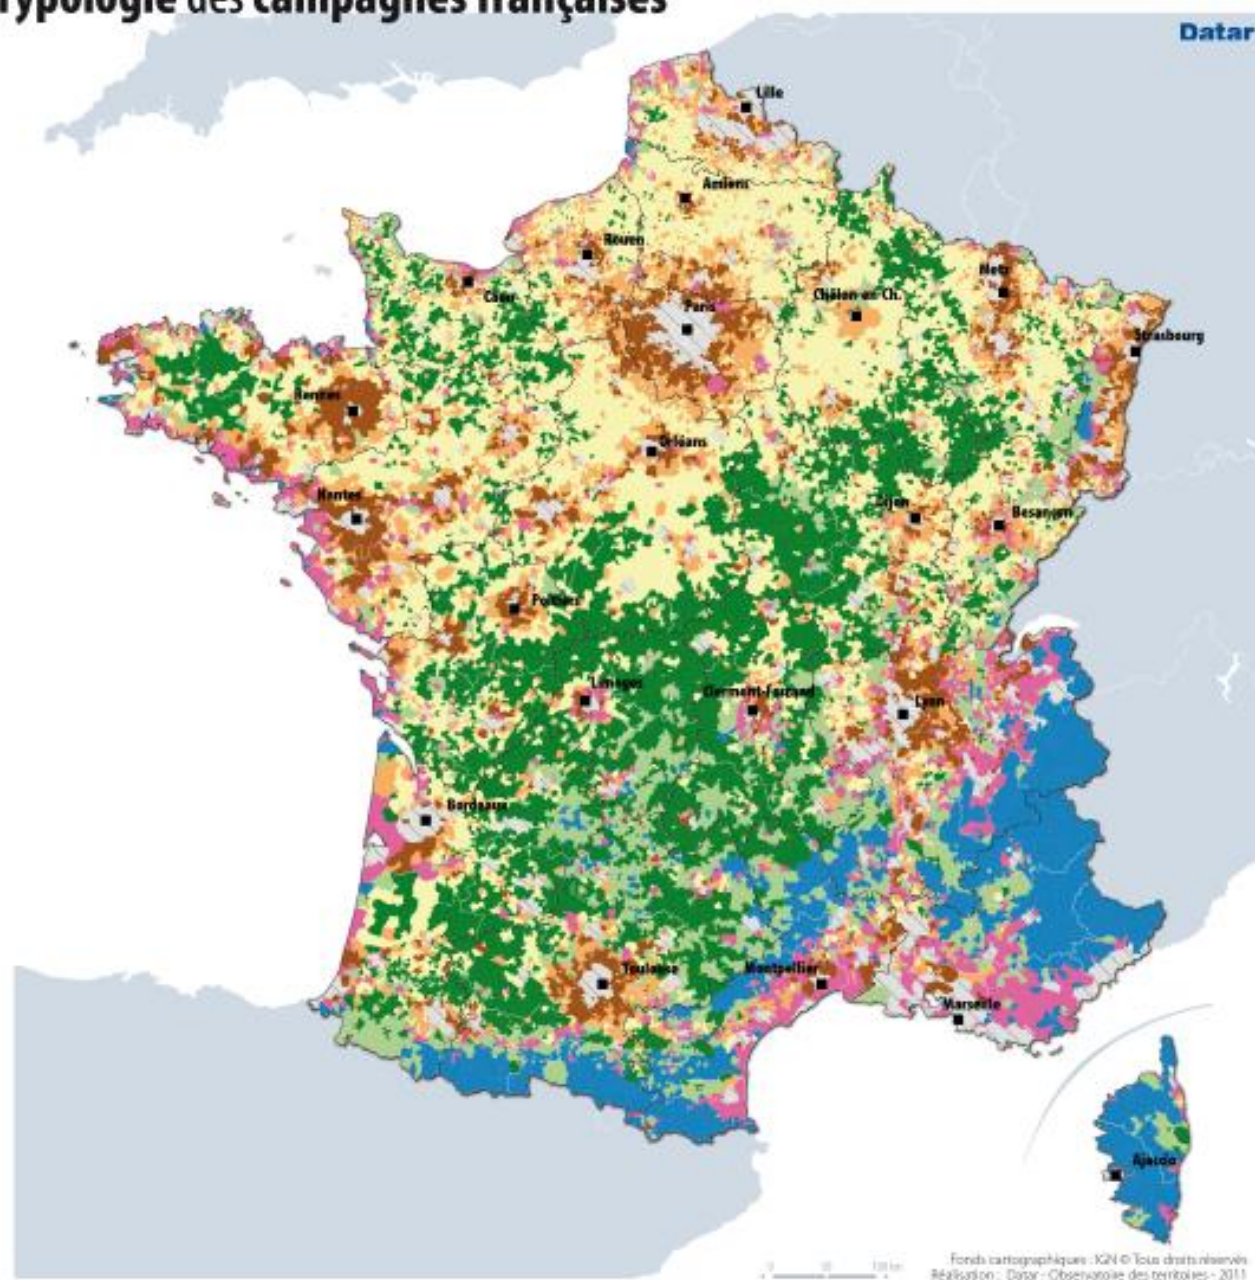 Typologie des campagnes françaises
Datar
Lille
Amiens
Rouen
Metz
Caen
Châlon-en-Ch.
Paris
Strasbourg
Rennes
Orléans
Nantes
Dijon
Besançon
Poitiers
Limoges
Clermont-Ferrand
Lyon
Bordeaux
Toulouse
Montpellier
Marseille
Ajaccio
Fonds cartographiques : IGN © Tous droits réservés
Réalisation : Datar - Observatoire des territoires - 2011